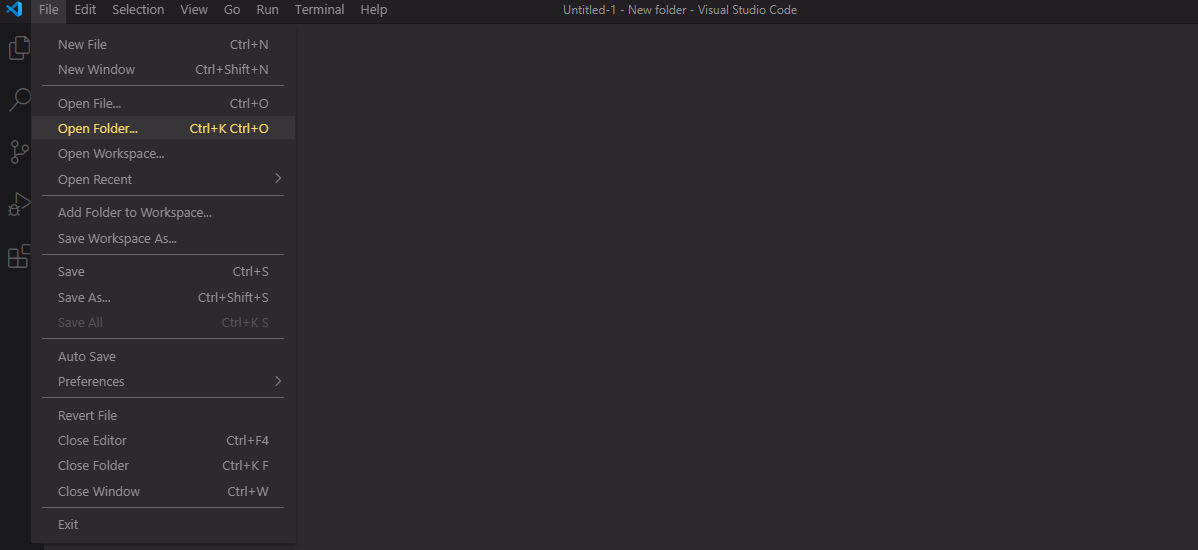 File Edit Selection View Go Run Terminal Help Untitled-1 - New folder - Visual Studio Code
New File Ctrl+N
New Window Ctrl+Shift+N
Open File... Ctrl+O
Open Folder... Ctrl+K Ctrl+O
Open Workspace...
Open Recent
Add Folder to Workspace...
Save Workspace As...
Save Ctrl+S
Save As... Ctrl+Shift+S
Save All Ctrl+K S
Auto Save
Preferences
Revert File
Close Editor Ctrl+F4
Close Folder Ctrl+K F
Close Window Ctrl+W
Exit